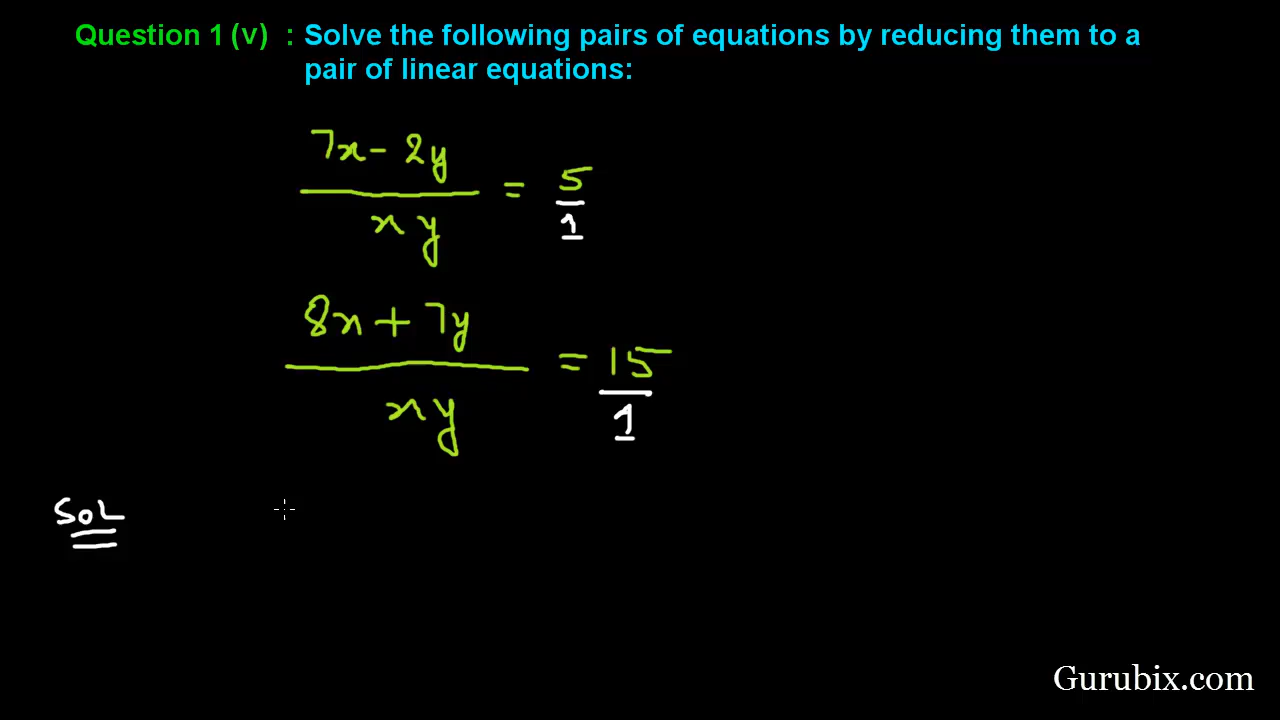 Question 1 (v) : Solve the following pairs of equations by reducing them to a
pair of linear equations:
7x - 2y
xy
= 5
1
8x + 7y
xy
= 15
1
SOL
Gurubix.com